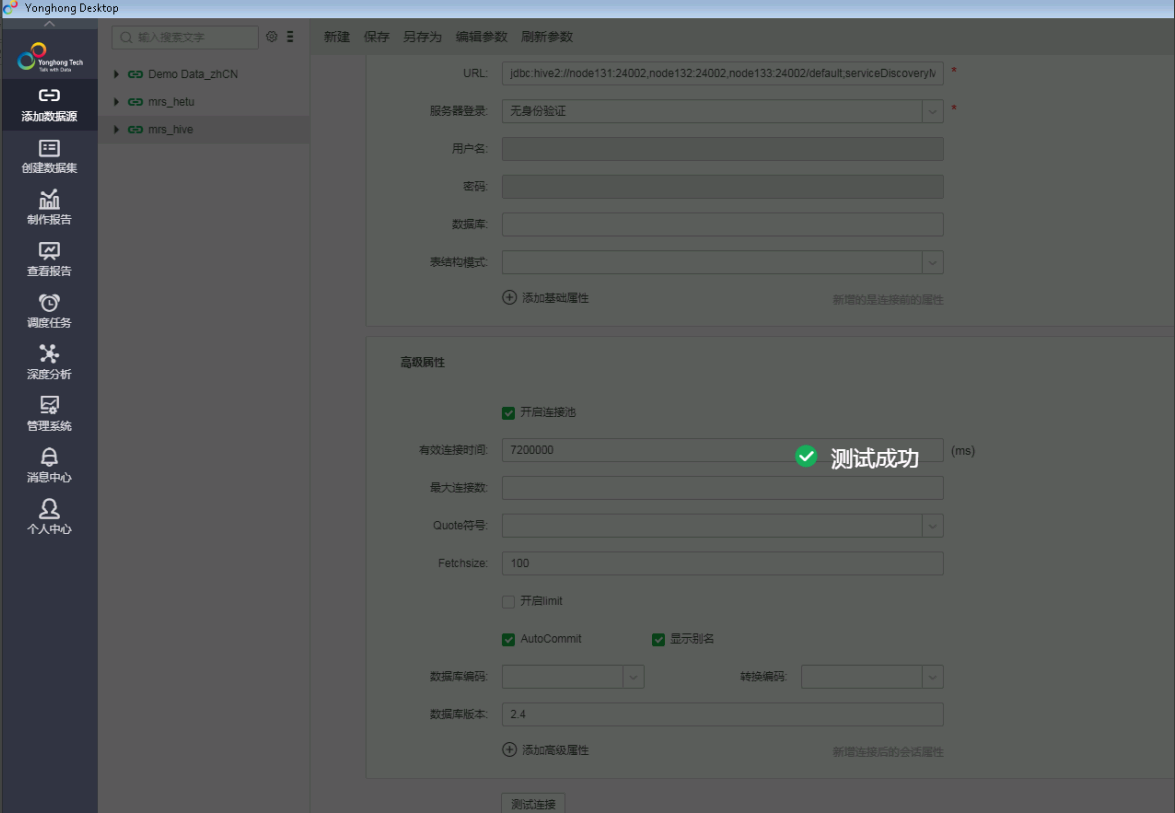 Yonghong Desktop
Yonghong Tech
Talk with Data
添加数据源
创建数据集
制作报告
查看报告
调度任务
深度分析
管理系统
消息中心
个人中心
输入搜索文字
Demo Data_zhCN
mrs_hetu
mrs_hive
新建 保存 另存为 编辑参数 刷新参数
URL: jdbc:hive2://node131:24002,node132:24002,node133:24002/default;serviceDiscoveryM *
服务器登录: 无身份验证 *
用户名:
密码:
数据库:
表结构模式:
添加基础属性 新增的是连接前的属性
高级属性
开启连接池
有效连接时间: 7200000 (ms)
测试成功
最大连接数:
Quote符号:
Fetchsize: 100
开启limit
AutoCommit 显示别名
数据库编码: 转换编码:
数据库版本: 2.4
添加高级属性 新增连接后的会话属性
测试连接